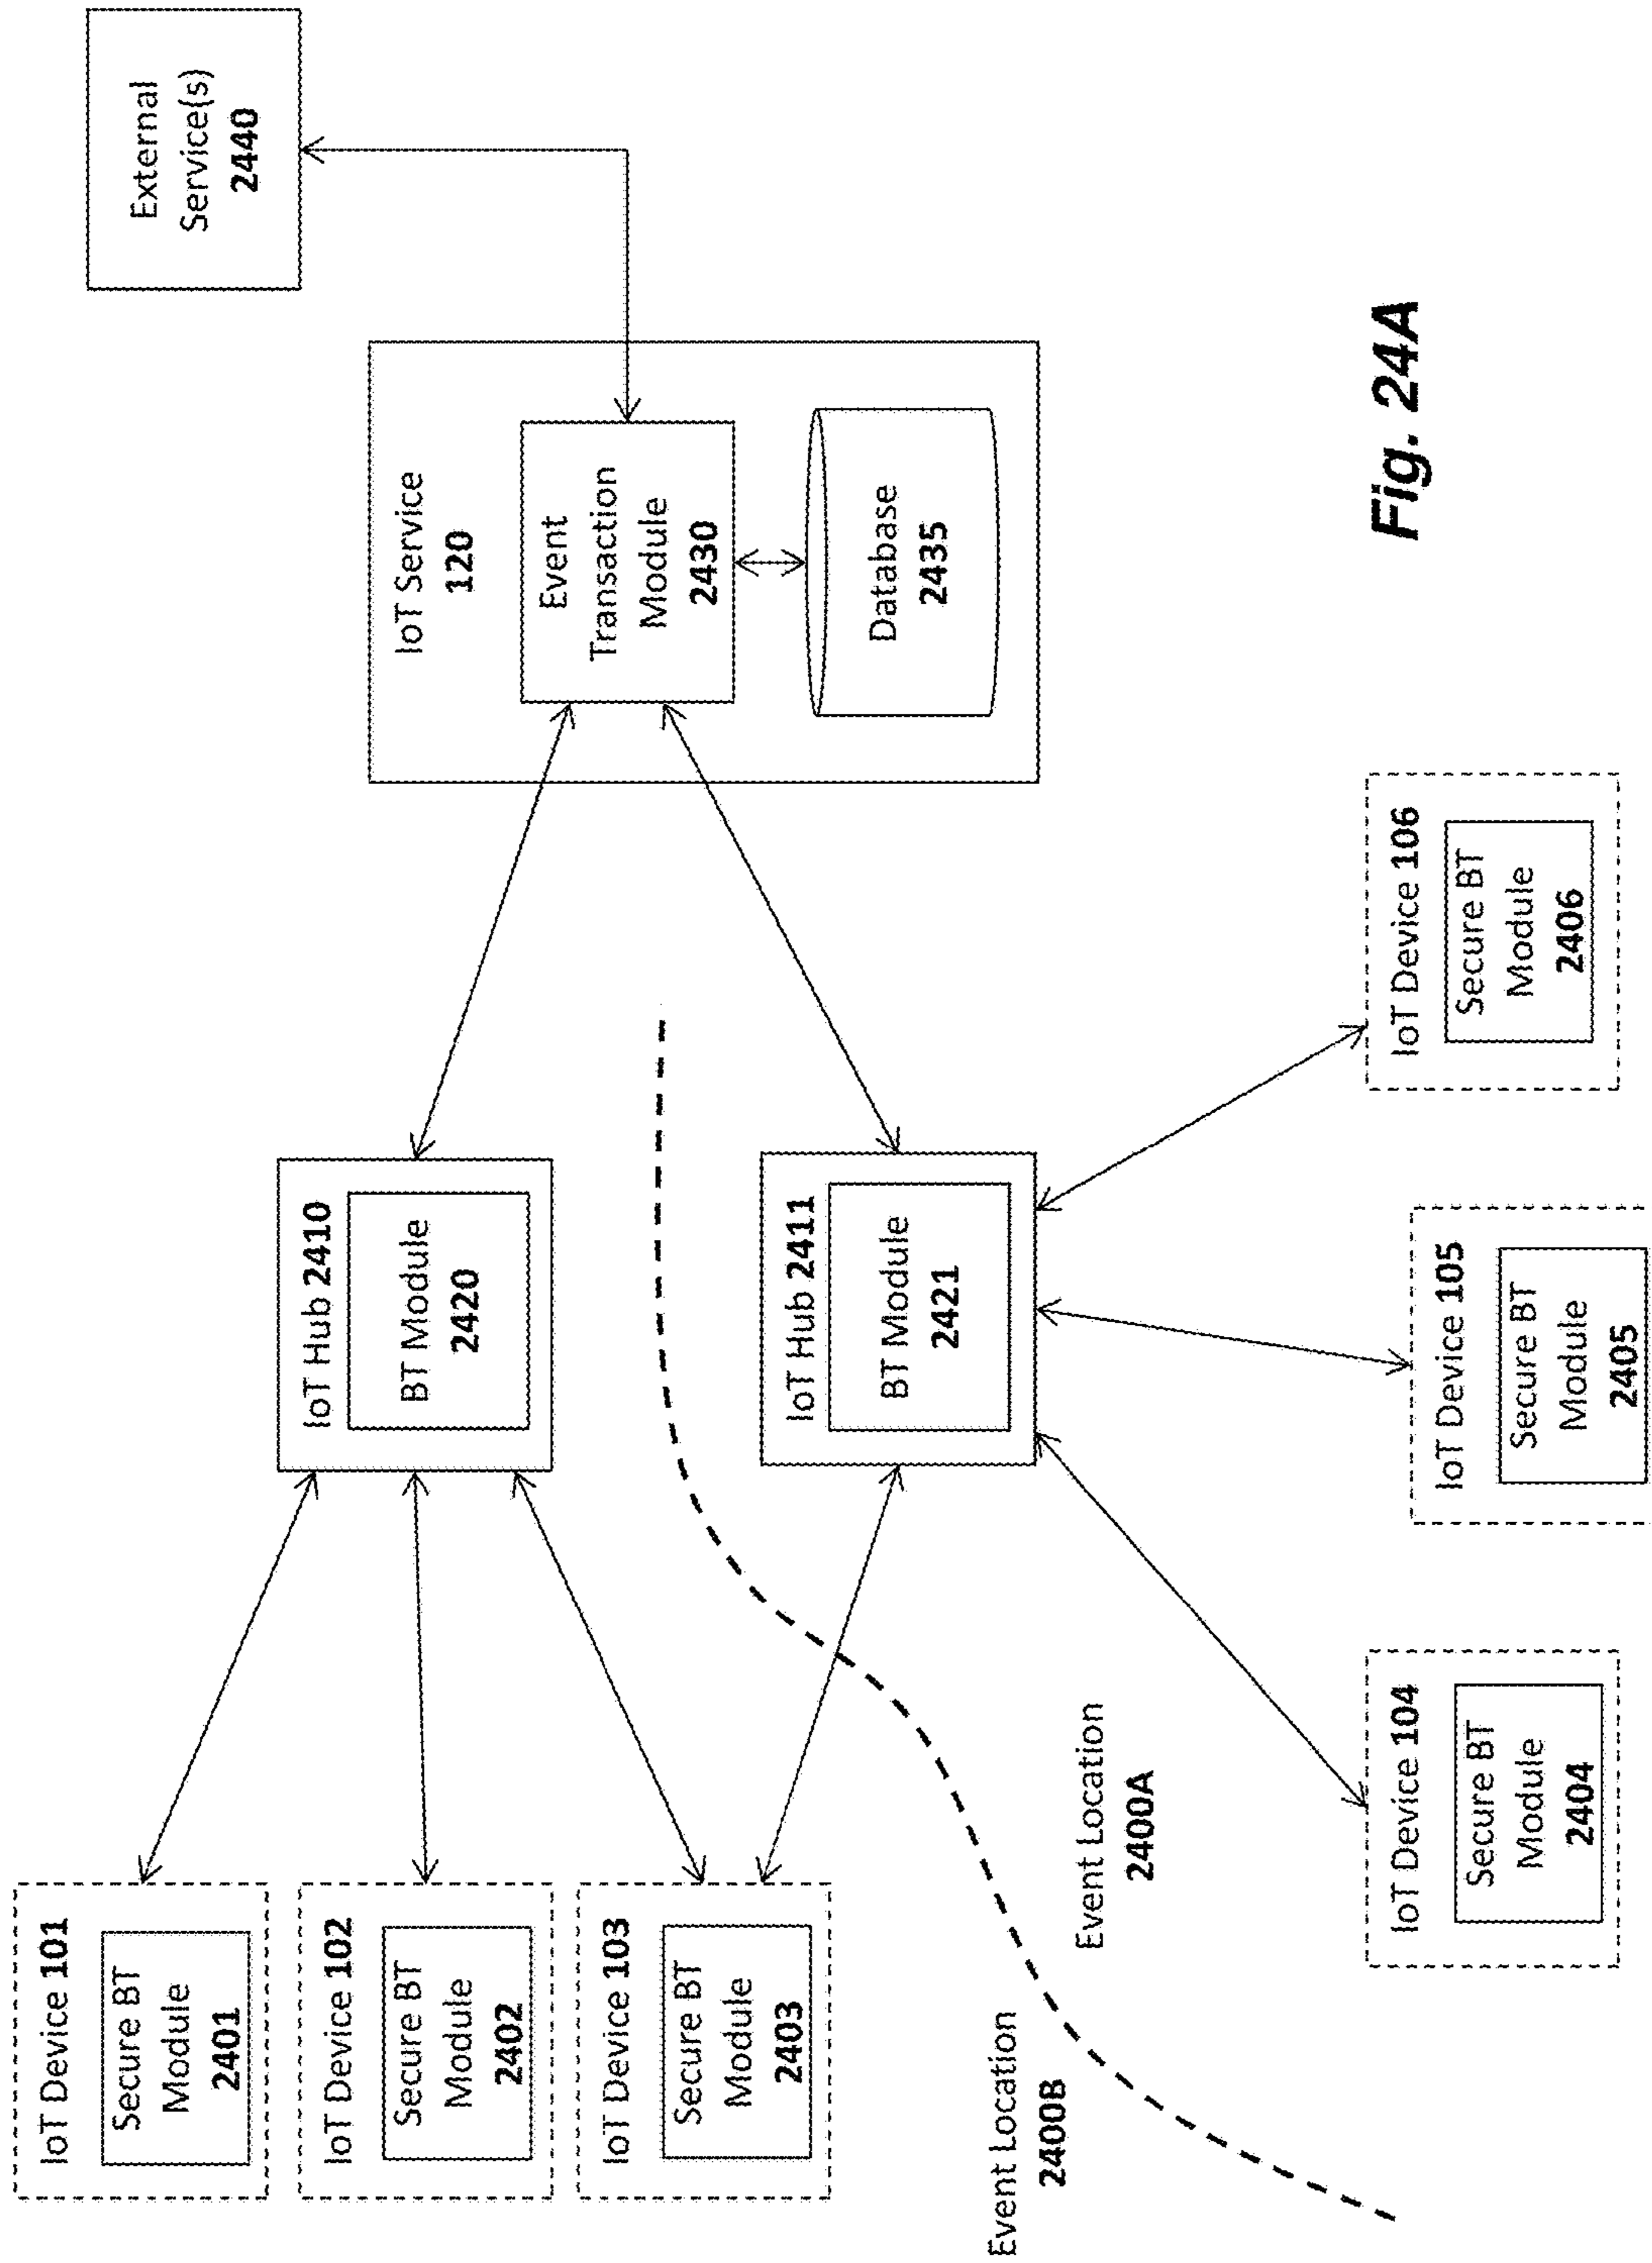 IoT Device 101
Secure BT
Module
2401
IoT Device 102
Secure BT
Module
2402
IoT Device 103
Secure BT
Module
2403
IoT Hub 2410
BT Module
2420
External
Service(s)
2440
IoT Service
120
Event
Transaction
Module
2430
Database
2435
IoT Hub 2411
BT Module
2421
Event Location
2400B
Event Location
2400A
IoT Device 104
Secure BT
Module
2404
IoT Device 105
Secure BT
Module
2405
IoT Device 106
Secure BT
Module
2406
Fig. 24A